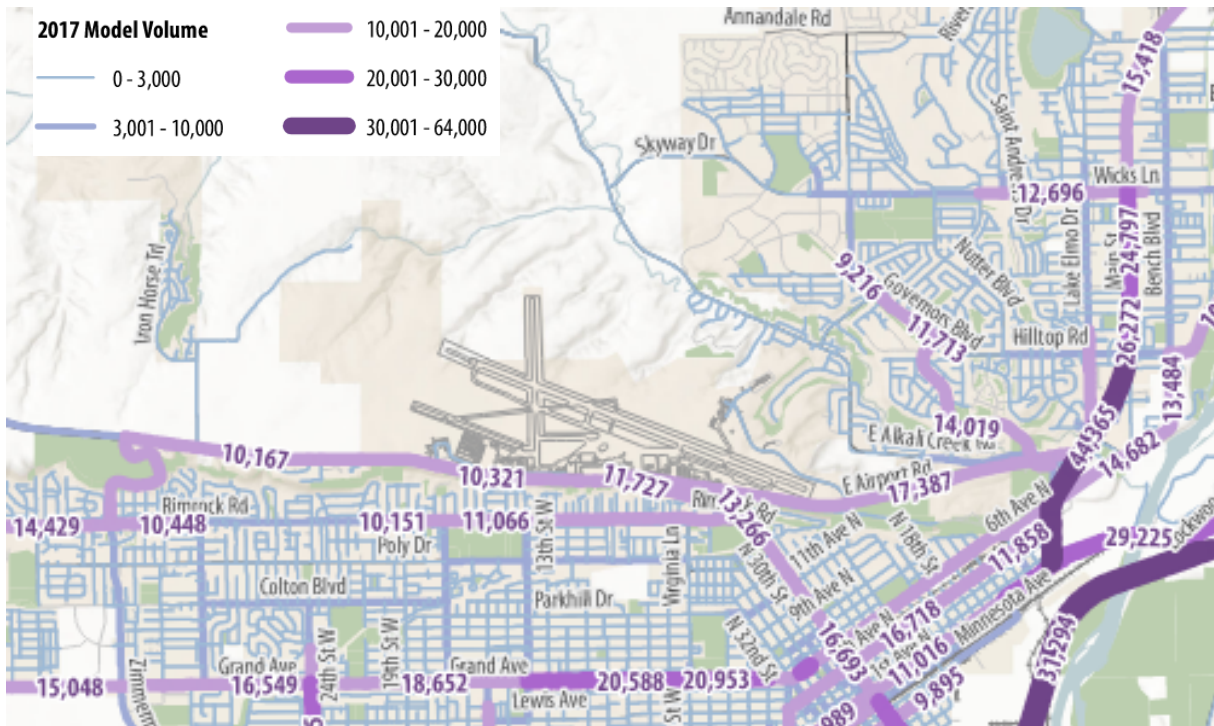 2017 Model Volume
0 - 3,000
3,001 - 10,000
10,001 - 20,000
20,001 - 30,000
30,001 - 64,000
Annandale Rd
15,418
Skyway Dr
Wicks Ln
12,696
Lake Elmo Dr
Main St
24,797
Bench Blvd
Iron Horse Trl
9,216
Nutter Blvd
Governors Blvd
11,713
Hilltop Rd
26,272
13,484
14,019
44,365
14,682
10,167
10,321
11,727
E Airport Rd
17,387
13,266
Rimrock Rd
14,429
10,448
10,151
11,066
Poly Dr
13th St W
Virginia Ln
N 30th St
11th Ave N
N 18th St
6th Ave N
11,858
29,225
Colton Blvd
Parkhill Dr
9th Ave N
Minnesota Ave
N 32nd St
16,718
16,693
11,016
9,895
31,294
Grand Ave
24th St W
19th St W
Grand Ave
15,048
16,549
18,652
20,588
20,953
Lewis Ave
St W
989